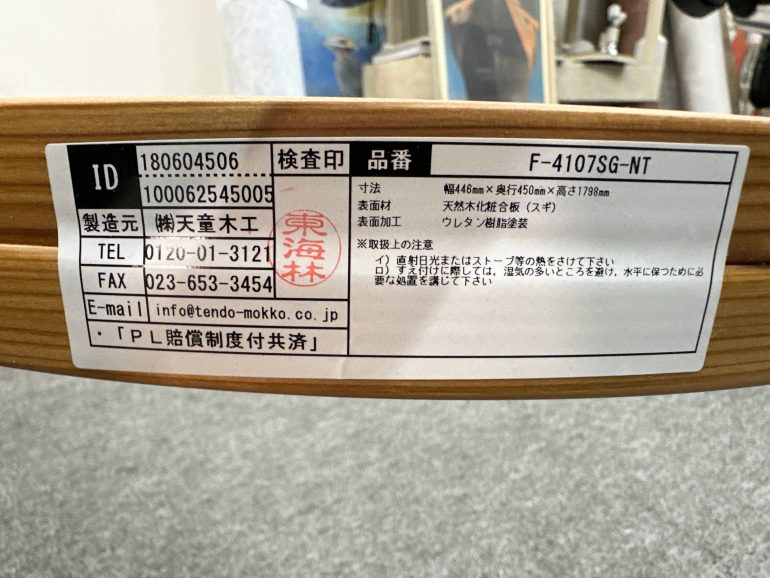 ID
180604506
100062545005
検査印
製造元
㈱天童木工
東海林
TEL
0120-01-3121
FAX
023-653-3454
E-mail
info@tendo-mokko.co.jp
・「PL賠償制度付共済」
品番
F-4107SG-NT
寸法 幅446mm×奥行450mm×高さ1798mm
表面材 天然木化粧合板（スギ）
表面加工 ウレタン樹脂塗装
※取扱上の注意
イ）直射日光またはストーブ等の熱をさけて下さい
ロ）すえ付けに際しては，湿気の多いところを避け，水平に保つために必
要な処置を講じて下さい